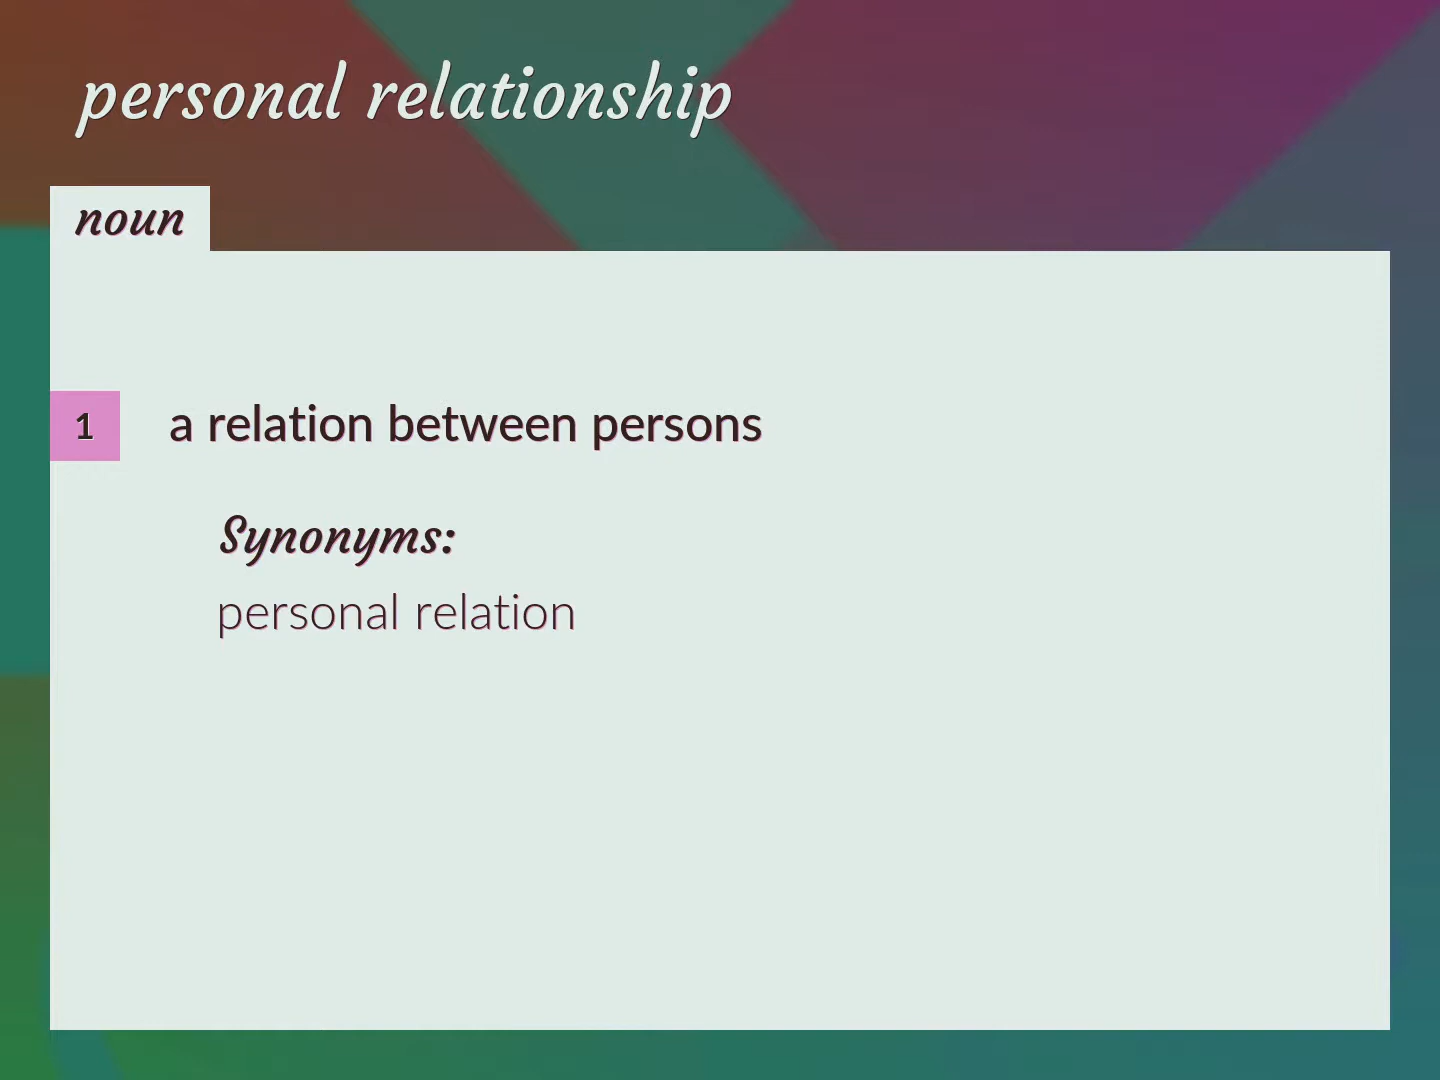 personal relationship
noun
1
a relation between persons
Synonyms:
personal relation